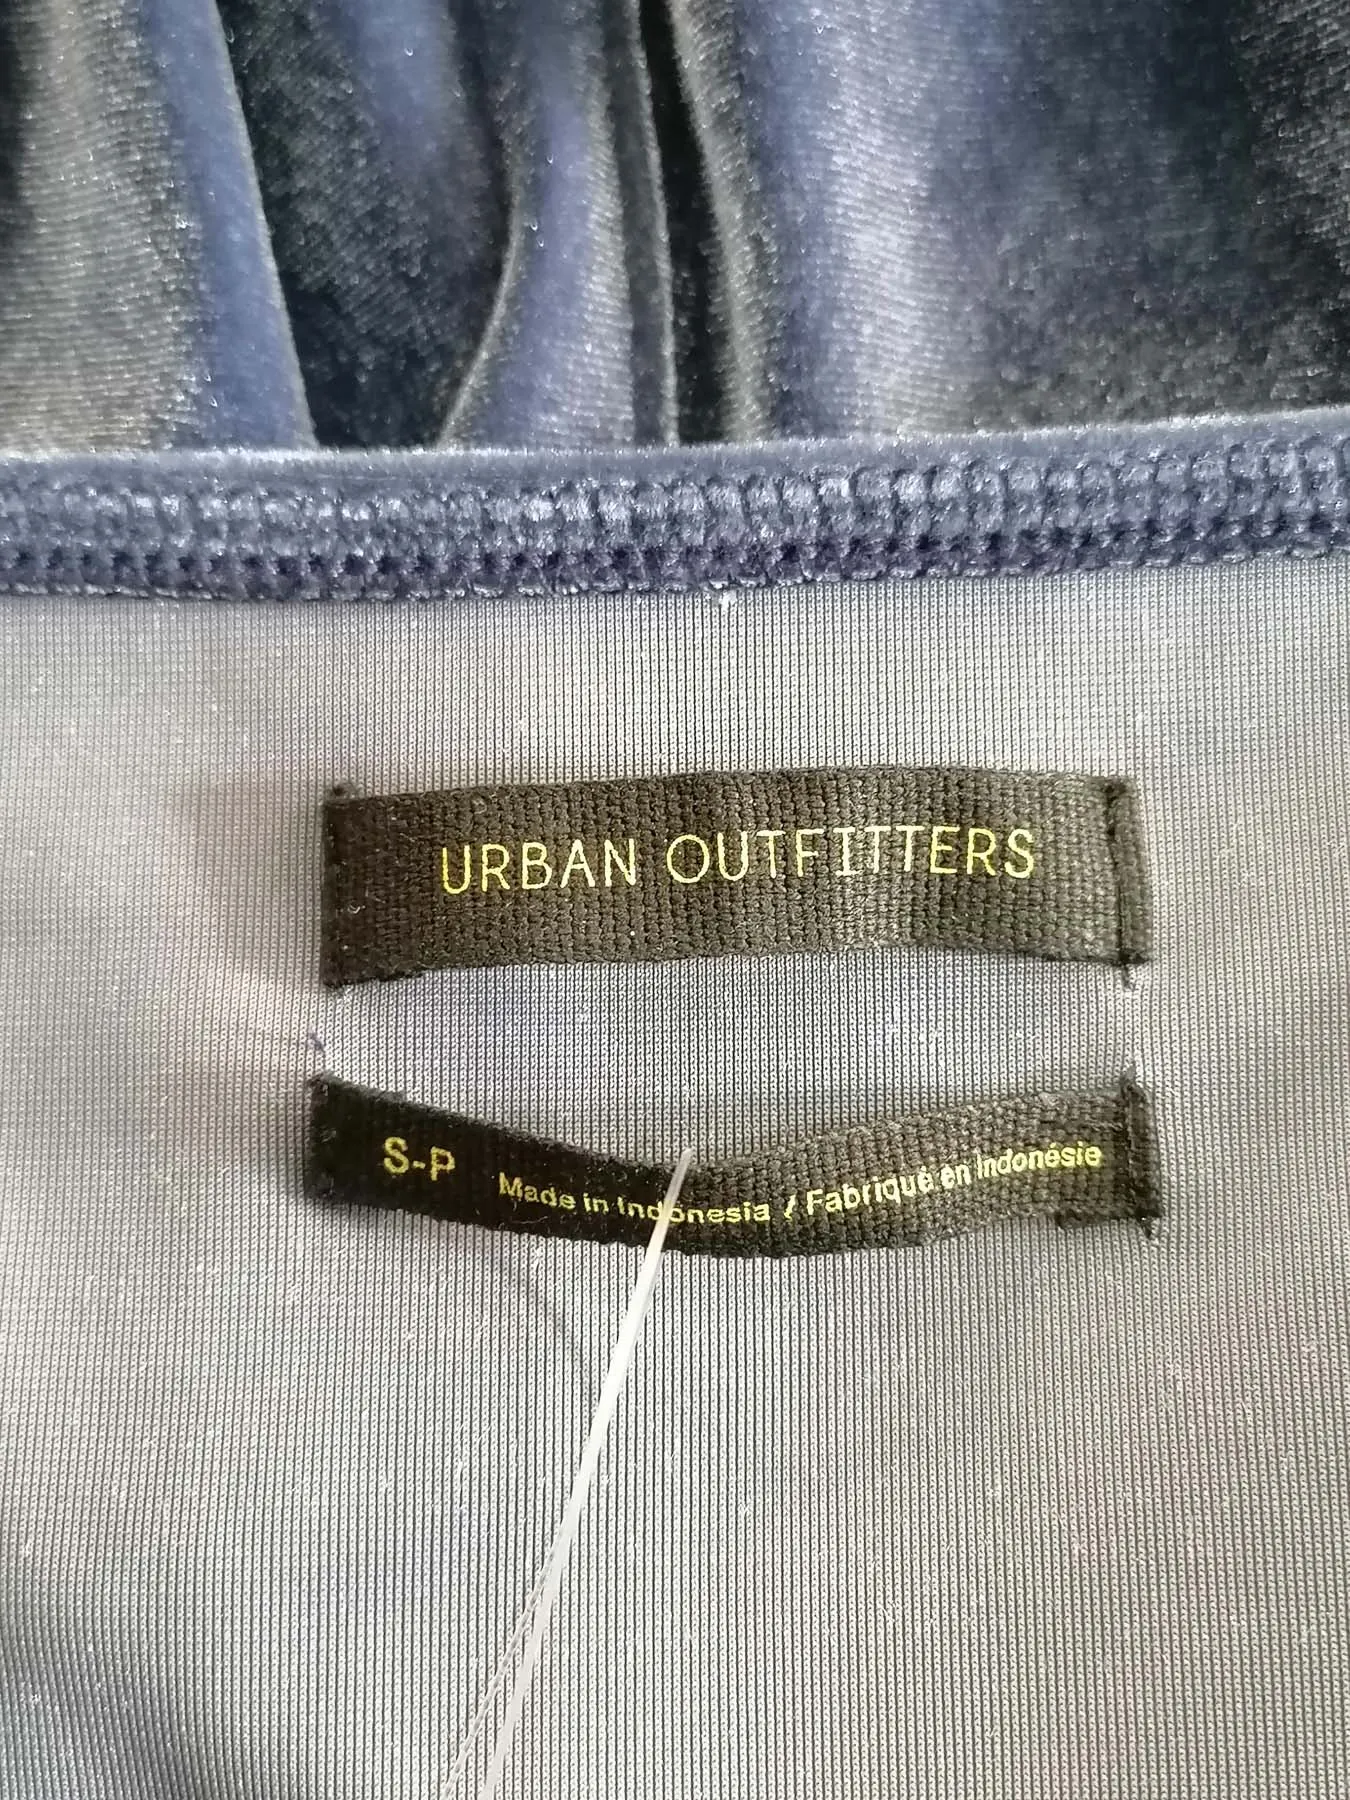 URBAN OUTFITTERS
S-P Made in Indonesia / Fabriqué en Indonésie